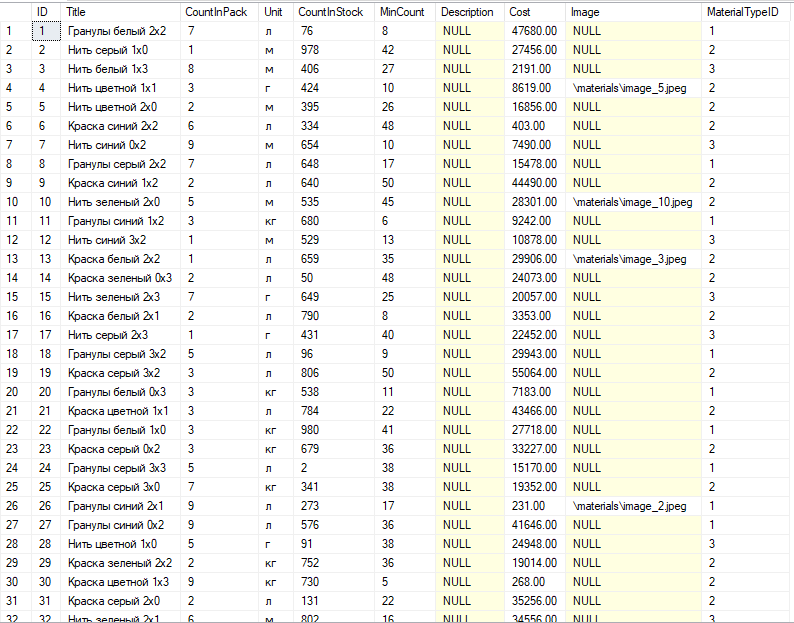 ID Title CountInPack Unit CountInStock MinCount Description Cost Image MaterialTypeID
1 1 Гранулы белый 2x2 7 л 76 8 NULL 47680.00 NULL 1
2 2 Нить серый 1x0 1 м 978 42 NULL 27456.00 NULL 2
3 3 Нить белый 1x3 8 м 406 27 NULL 2191.00 NULL 3
4 4 Нить цветной 1x1 3 г 424 10 NULL 8619.00 \materials\image_5.jpeg 2
5 5 Нить цветной 2x0 2 м 395 26 NULL 16856.00 NULL 2
6 6 Краска синий 2x2 6 л 334 48 NULL 403.00 NULL 2
7 7 Нить синий 0x2 9 м 654 10 NULL 7490.00 NULL 3
8 8 Гранулы серый 2x2 7 л 648 17 NULL 15478.00 NULL 1
9 9 Краска синий 1x2 2 л 640 50 NULL 44490.00 NULL 2
10 10 Нить зеленый 2x0 5 м 535 45 NULL 28301.00 \materials\image_10.jpeg 2
11 11 Гранулы синий 1x2 3 кг 680 6 NULL 9242.00 NULL 1
12 12 Нить синий 3x2 1 м 529 13 NULL 10878.00 NULL 3
13 13 Краска белый 2x2 1 л 659 35 NULL 29906.00 \materials\image_3.jpeg 2
14 14 Краска зеленый 0x3 2 л 50 48 NULL 24073.00 NULL 2
15 15 Нить зеленый 2x3 7 г 649 25 NULL 20057.00 NULL 3
16 16 Краска белый 2x1 2 л 790 8 NULL 3353.00 NULL 2
17 17 Нить серый 2x3 1 г 431 40 NULL 22452.00 NULL 3
18 18 Гранулы серый 3x2 5 л 96 9 NULL 29943.00 NULL 1
19 19 Краска серый 3x2 3 л 806 50 NULL 55064.00 NULL 2
20 20 Гранулы белый 0x3 3 кг 538 11 NULL 7183.00 NULL 1
21 21 Краска цветной 1x1 3 л 784 22 NULL 43466.00 NULL 2
22 22 Гранулы белый 1x0 3 кг 980 41 NULL 27718.00 NULL 1
23 23 Краска серый 0x2 3 кг 679 36 NULL 33227.00 NULL 2
24 24 Гранулы серый 3x3 5 л 2 38 NULL 15170.00 NULL 1
25 25 Краска серый 3x0 7 кг 341 38 NULL 19352.00 NULL 2
26 26 Гранулы синий 2x1 9 л 273 17 NULL 231.00 \materials\image_2.jpeg 1
27 27 Гранулы синий 0x2 9 л 576 36 NULL 41646.00 NULL 1
28 28 Нить цветной 1x0 5 г 91 38 NULL 24948.00 NULL 3
29 29 Краска зеленый 2x2 2 кг 752 36 NULL 19014.00 NULL 2
30 30 Краска цветной 1x3 9 кг 730 5 NULL 268.00 NULL 2
31 31 Краска серый 2x0 2 л 131 22 NULL 35256.00 NULL 2
32 32 Нить зеленый 2x1 6 м 802 16 NULL 34556.00 NULL 3